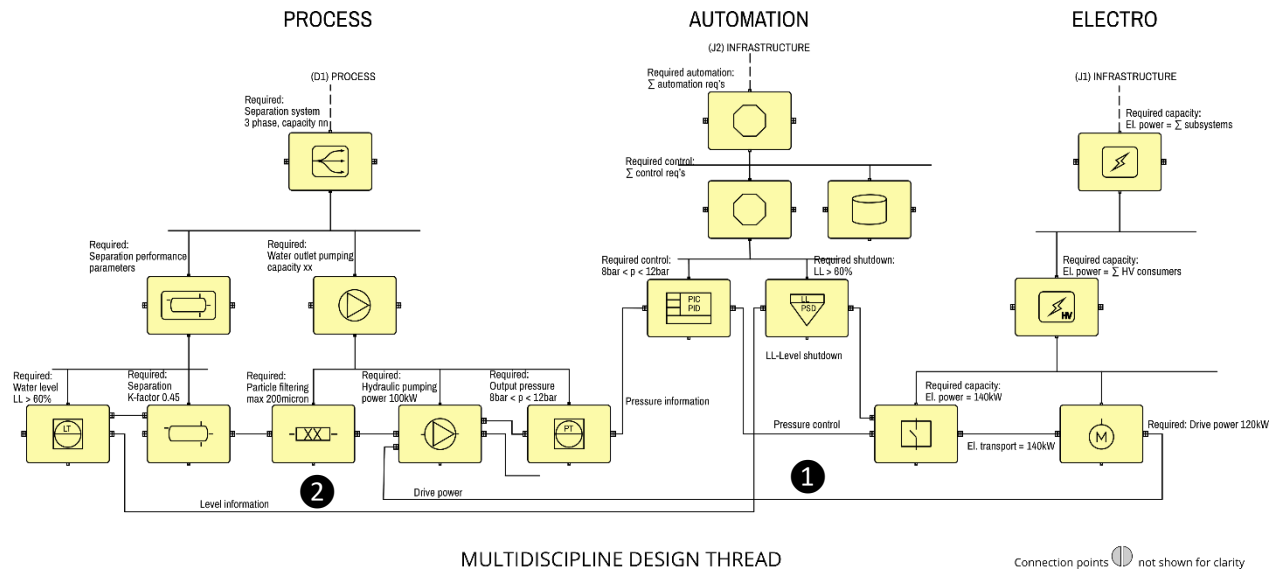 PROCESS
AUTOMATION
ELECTRO
(J2) INFRASTRUCTURE
(D1) PROCESS
Required automation:
∑ automation req's
(J1) INFRASTRUCTURE
Required:
Separation system
3 phase, capacity nn
Required capacity:
El. power = ∑ subsystems
Required control:
∑ control req's
Required:
Separation performance
parameters
Required:
Water outlet pumping
capacity xx
Required control:
8bar < p < 12bar
Required shutdown:
LL > 60%
Required capacity:
El. power = ∑ HV consumers
PIC
PID
LL
PSD
HV
LL-Level shutdown
Required:
Water level
LL > 60%
Required:
Separation
K-factor 0.45
Required:
Particle filtering
max 200micron
Required:
Hydraulic pumping
power 100kW
Required:
Output pressure
8bar < p < 12bar
Required capacity:
El. power = 140kW
Pressure information
Pressure control
Required: Drive power 120kW
LT
XX
PT
M
El. transport = 140kW
2
1
Drive power
Level information
MULTIDISCIPLINE DESIGN THREAD
Connection points not shown for clarity